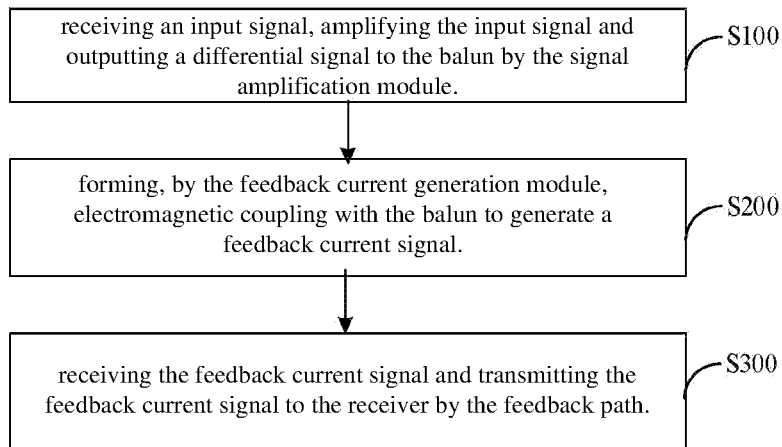 receiving an input signal, amplifying the input signal and
outputting a differential signal to the balun by the signal
amplification module.
S100
forming, by the feedback current generation module,
electromagnetic coupling with the balun to generate a
feedback current signal.
S200
receiving the feedback current signal and transmitting the
feedback current signal to the receiver by the feedback path.
S300